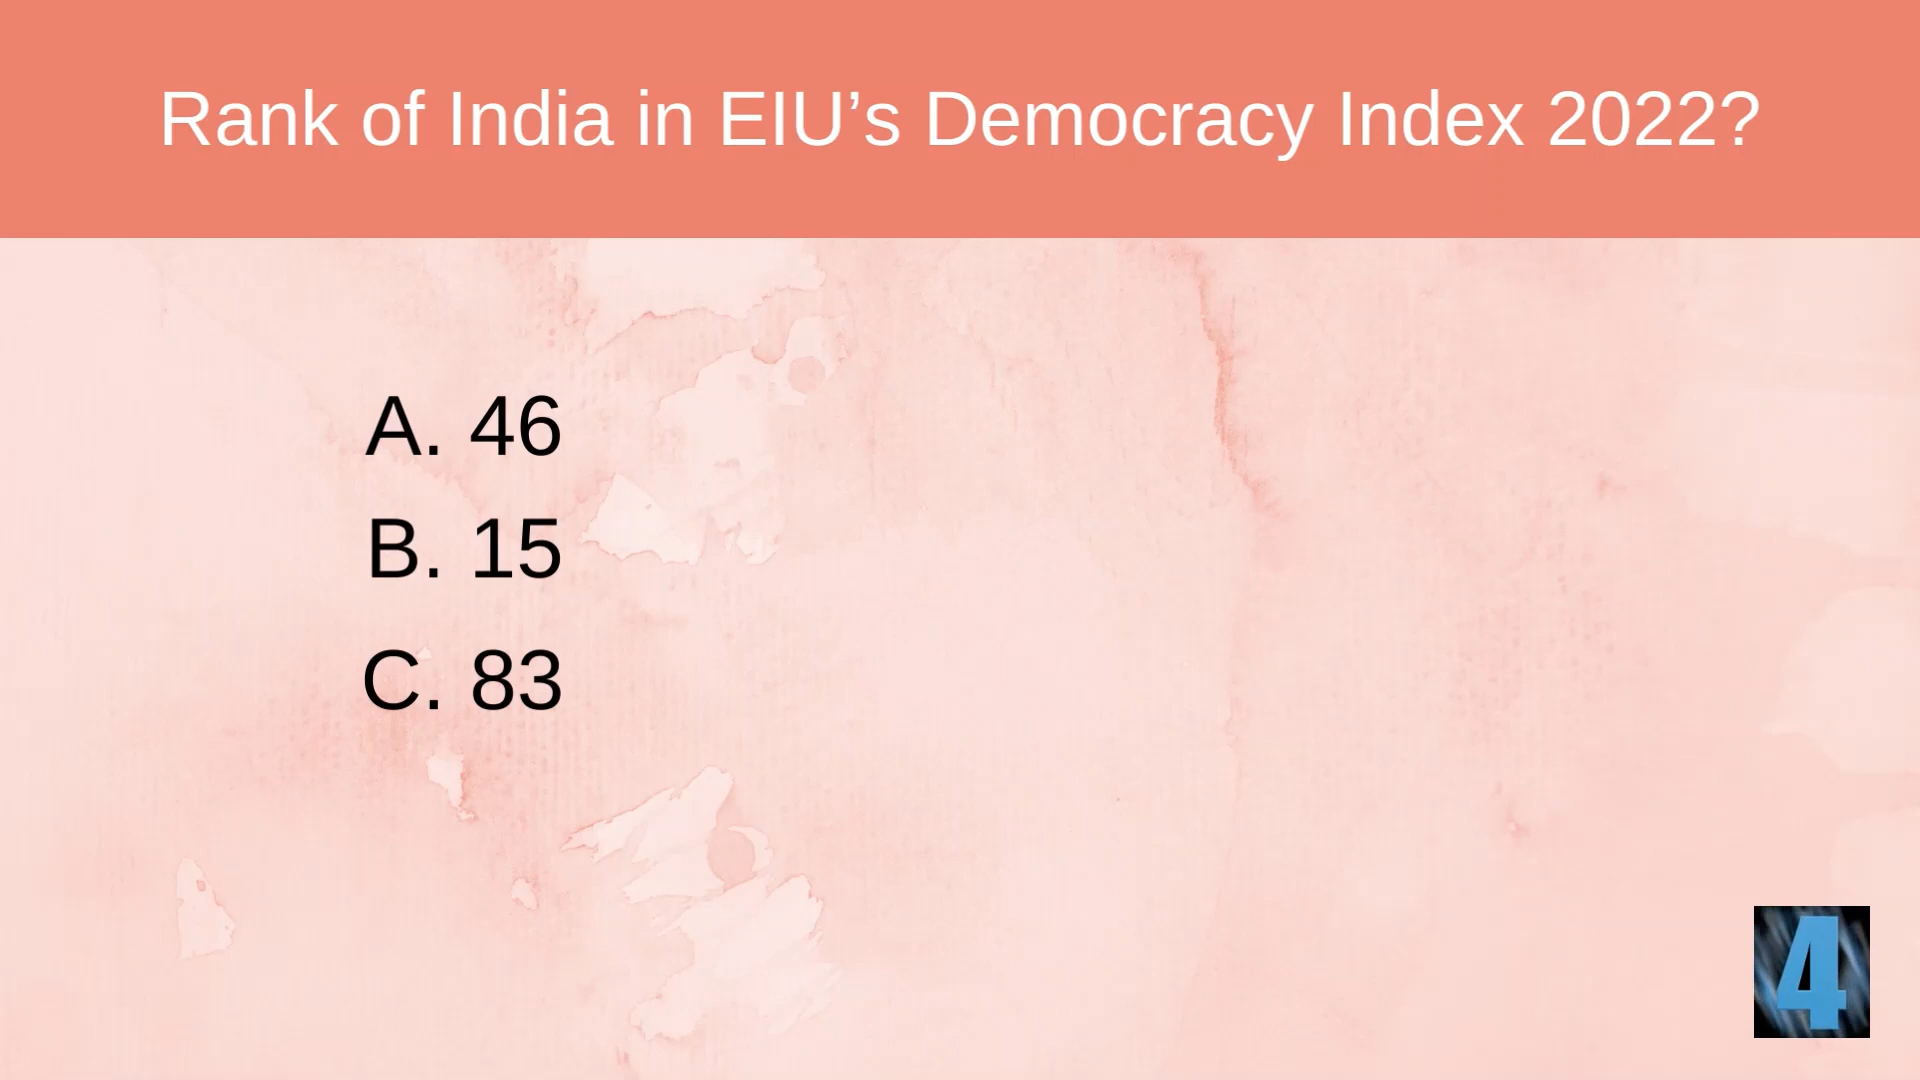 Rank of India in EIU’s Democracy Index 2022?
A. 46
B. 15
C. 83
4